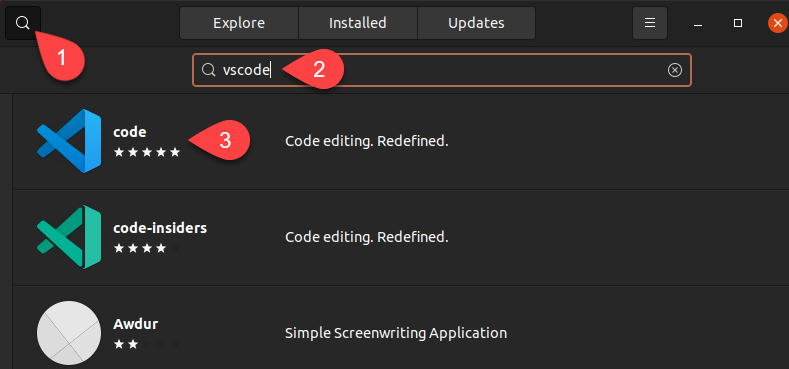 Explore Installed Updates
1
vscode 2
code 3
Code editing. Redefined.
code-insiders
Code editing. Redefined.
Awdur
Simple Screenwriting Application